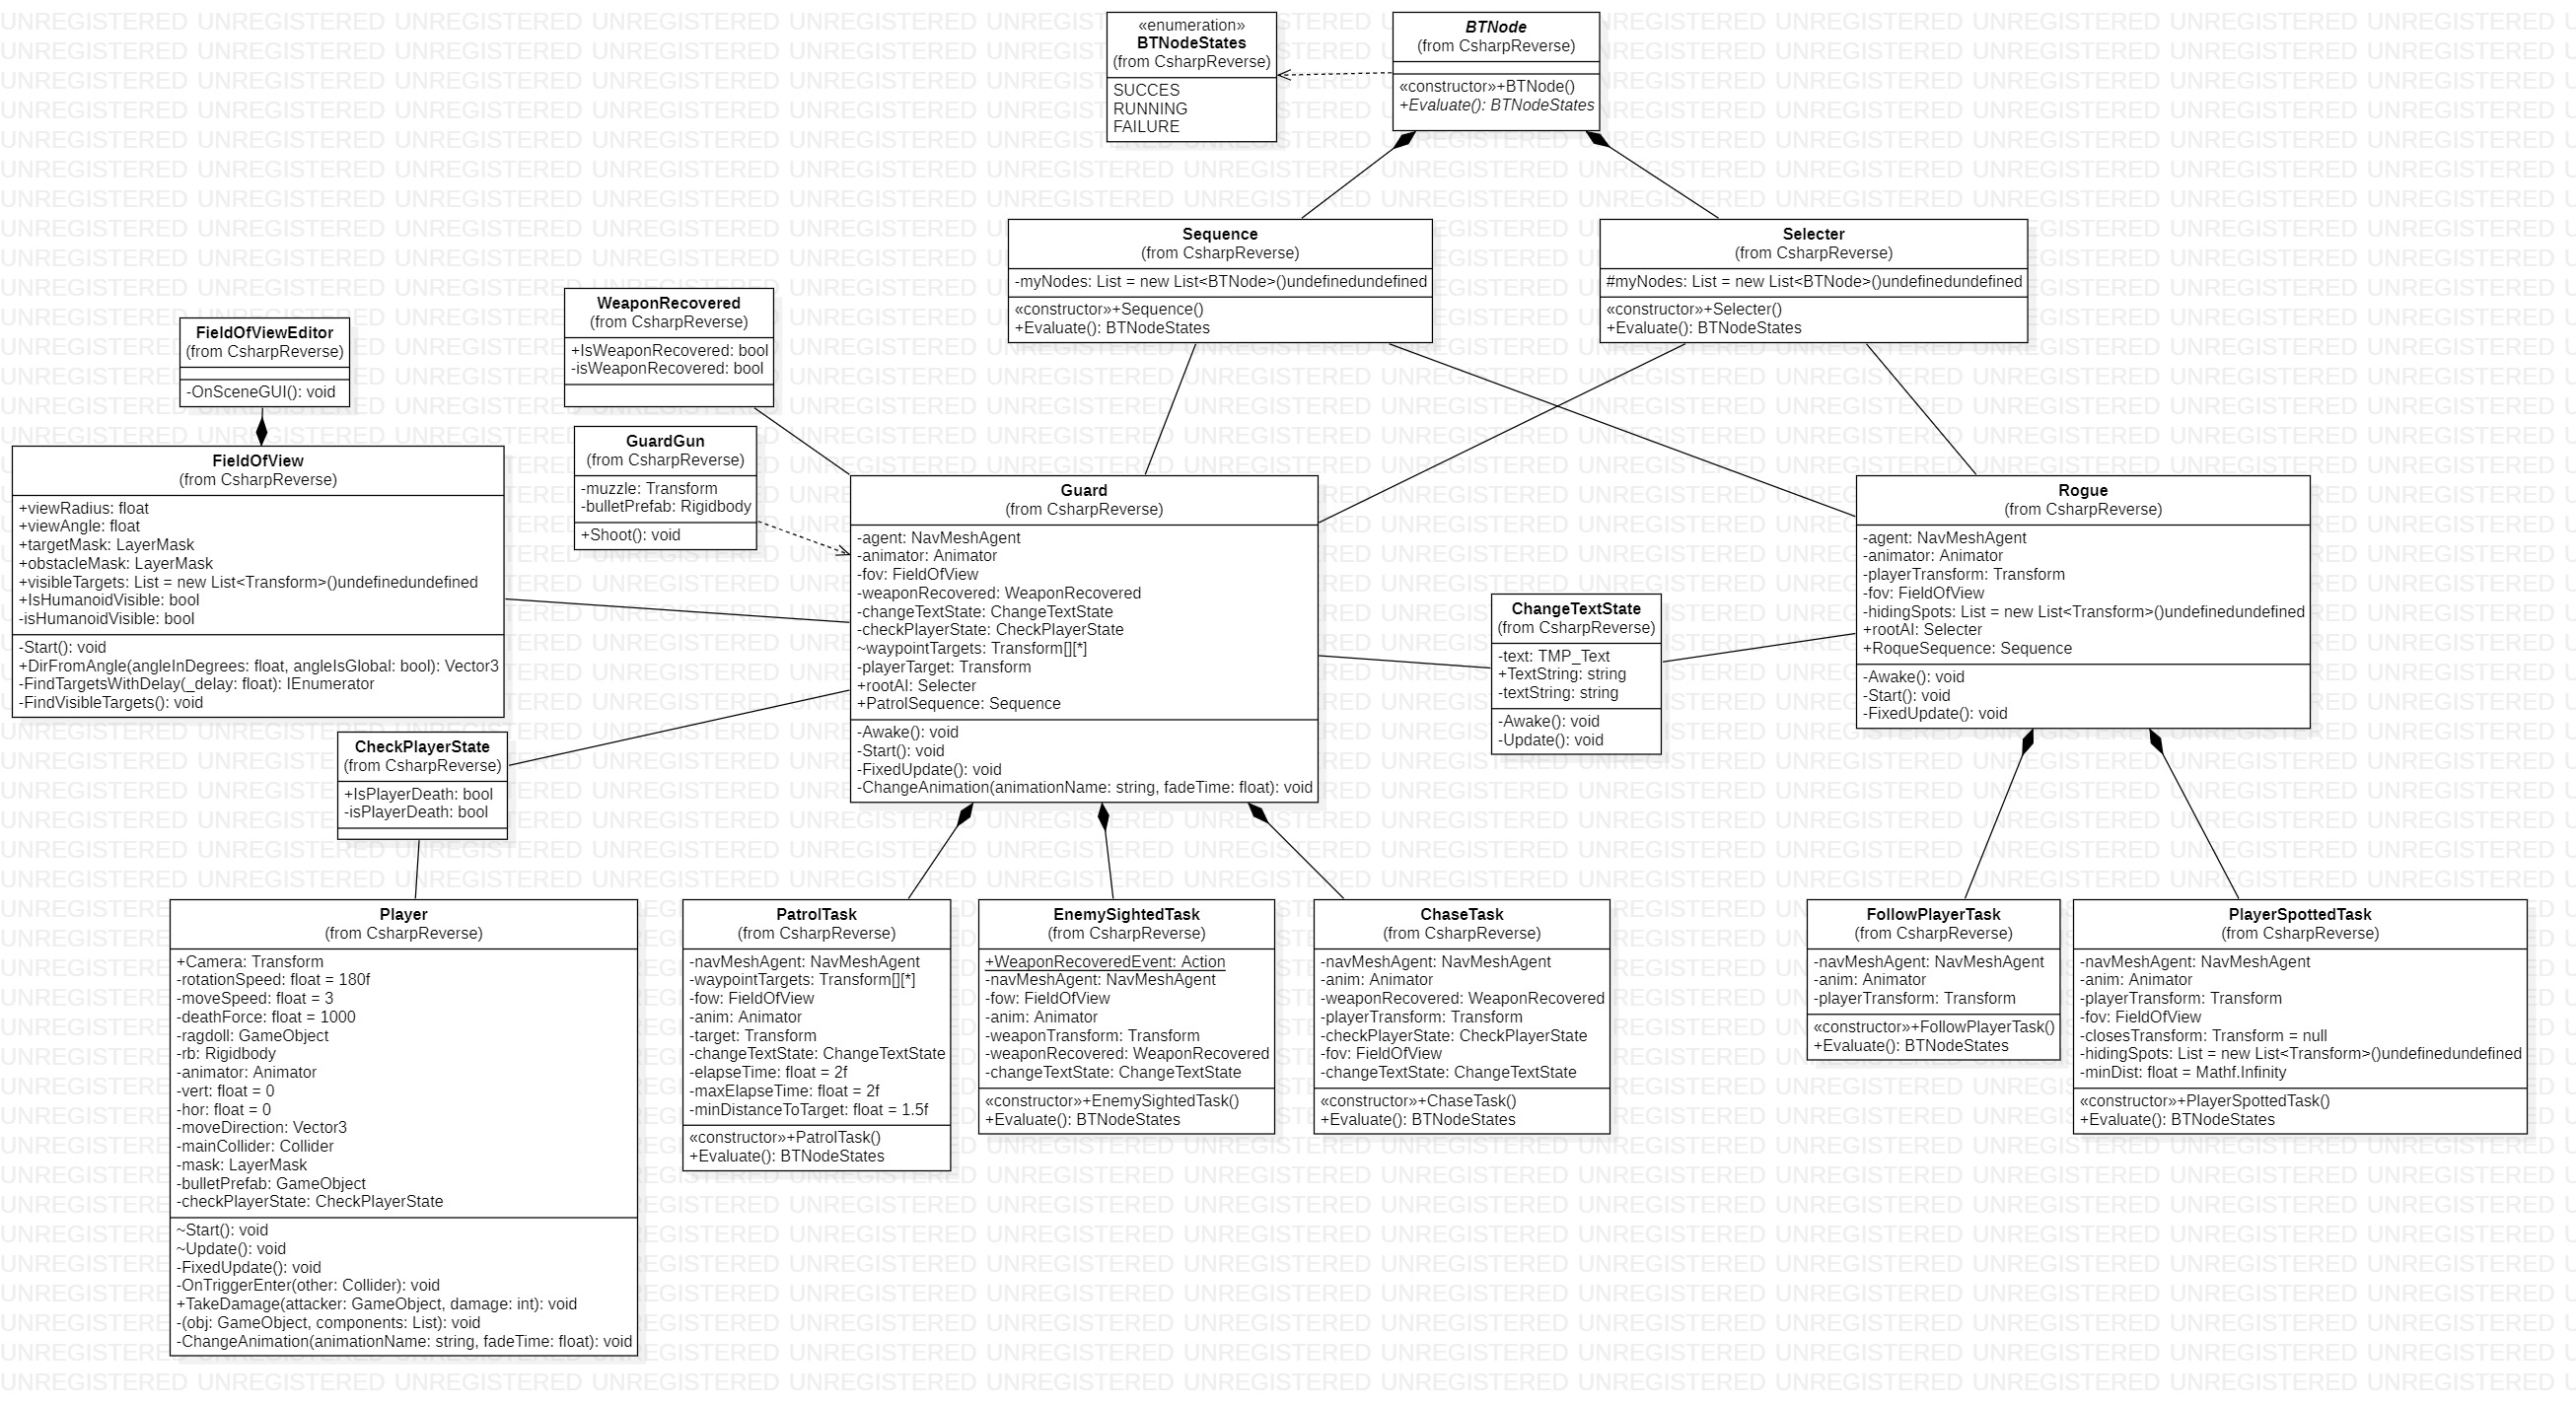 «enumeration»
BTNodeStates
(from CsharpReverse)
SUCCES
RUNNING
FAILURE
BTNode
(from CsharpReverse)
«constructor»+BTNode()
+Evaluate(): BTNodeStates
Sequence
(from CsharpReverse)
-myNodes: List = new List<BTNode>()undefinedundefined
«constructor»+Sequence()
+Evaluate(): BTNodeStates
Selecter
(from CsharpReverse)
#myNodes: List = new List<BTNode>()undefinedundefined
«constructor»+Selecter()
+Evaluate(): BTNodeStates
WeaponRecovered
(from CsharpReverse)
+IsWeaponRecovered: bool
-isWeaponRecovered: bool
FieldOfViewEditor
(from CsharpReverse)
-OnSceneGUI(): void
GuardGun
(from CsharpReverse)
-muzzle: Transform
-bulletPrefab: Rigidbody
+Shoot(): void
FieldOfView
(from CsharpReverse)
+viewRadius: float
+viewAngle: float
+targetMask: LayerMask
+obstacleMask: LayerMask
+visibleTargets: List = new List<Transform>()undefinedundefined
+IsHumanoidVisible: bool
-isHumanoidVisible: bool
-Start(): void
+DirFromAngle(angleInDegrees: float, angleIsGlobal: bool): Vector3
-FindTargetsWithDelay(_delay: float): IEnumerator
-FindVisibleTargets(): void
Guard
(from CsharpReverse)
-agent: NavMeshAgent
-animator: Animator
-fov: FieldOfView
-weaponRecovered: WeaponRecovered
-changeTextState: ChangeTextState
-checkPlayerState: CheckPlayerState
~waypointTargets: Transform[][*]
-playerTarget: Transform
+rootAI: Selecter
+PatrolSequence: Sequence
-Awake(): void
-Start(): void
-FixedUpdate(): void
-ChangeAnimation(animationName: string, fadeTime: float): void
Rogue
(from CsharpReverse)
-agent: NavMeshAgent
-animator: Animator
-playerTransform: Transform
-fov: FieldOfView
-hidingSpots: List = new List<Transform>()undefinedundefined
+rootAI: Selecter
+RoqueSequence: Sequence
-Awake(): void
-Start(): void
-FixedUpdate(): void
ChangeTextState
(from CsharpReverse)
-text: TMP_Text
+TextString: string
-textString: string
-Awake(): void
-Update(): void
CheckPlayerState
(from CsharpReverse)
+IsPlayerDeath: bool
-isPlayerDeath: bool
Player
(from CsharpReverse)
+Camera: Transform
-rotationSpeed: float = 180f
-moveSpeed: float = 3
-deathForce: float = 1000
-ragdoll: GameObject
-rb: Rigidbody
-animator: Animator
-vert: float = 0
-hor: float = 0
-moveDirection: Vector3
-mainCollider: Collider
-mask: LayerMask
-bulletPrefab: GameObject
-checkPlayerState: CheckPlayerState
~Start(): void
~Update(): void
-FixedUpdate(): void
-OnTriggerEnter(other: Collider): void
+TakeDamage(attacker: GameObject, damage: int): void
-(obj: GameObject, components: List): void
-ChangeAnimation(animationName: string, fadeTime: float): void
PatrolTask
(from CsharpReverse)
-navMeshAgent: NavMeshAgent
-waypointTargets: Transform[][*]
-fow: FieldOfView
-anim: Animator
-target: Transform
-changeTextState: ChangeTextState
-elapseTime: float = 2f
-maxElapseTime: float = 2f
-minDistanceToTarget: float = 1.5f
«constructor»+PatrolTask()
+Evaluate(): BTNodeStates
EnemySightedTask
(from CsharpReverse)
+WeaponRecoveredEvent: Action
-navMeshAgent: NavMeshAgent
-fow: FieldOfView
-anim: Animator
-weaponTransform: Transform
-weaponRecovered: WeaponRecovered
-changeTextState: ChangeTextState
«constructor»+EnemySightedTask()
+Evaluate(): BTNodeStates
ChaseTask
(from CsharpReverse)
-navMeshAgent: NavMeshAgent
-anim: Animator
-weaponRecovered: WeaponRecovered
-playerTransform: Transform
-checkPlayerState: CheckPlayerState
-fov: FieldOfView
-changeTextState: ChangeTextState
«constructor»+ChaseTask()
+Evaluate(): BTNodeStates
FollowPlayerTask
(from CsharpReverse)
-navMeshAgent: NavMeshAgent
-anim: Animator
-playerTransform: Transform
«constructor»+FollowPlayerTask()
+Evaluate(): BTNodeStates
PlayerSpottedTask
(from CsharpReverse)
-navMeshAgent: NavMeshAgent
-anim: Animator
-playerTransform: Transform
-fov: FieldOfView
-closesTransform: Transform = null
-hidingSpots: List = new List<Transform>()undefinedundefined
-minDist: float = Mathf.Infinity
«constructor»+PlayerSpottedTask()
+Evaluate(): BTNodeStates
UNREGISTERED